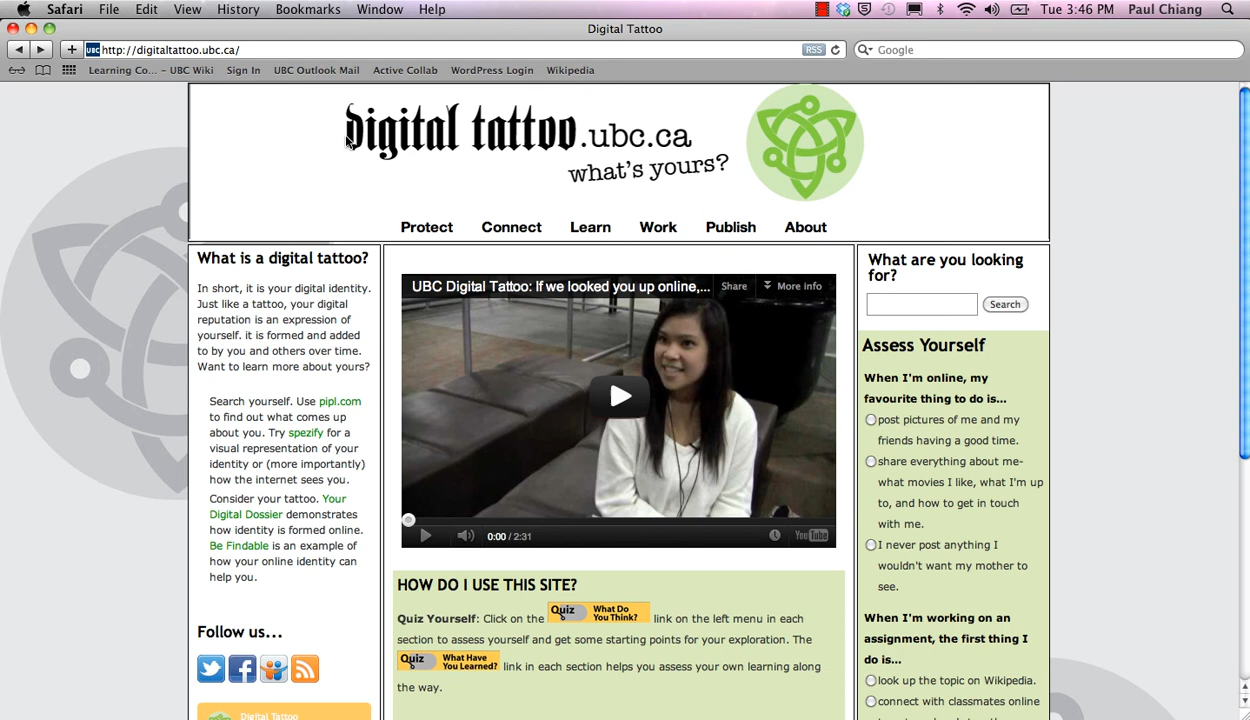 Safari File Edit View History Bookmarks Window Help Tue 3:46 PM Paul Chiang
Digital Tattoo
UBC http://digitaltattoo.ubc.ca/ RSS Google
Learning Co... – UBC Wiki Sign In UBC Outlook Mail Active Collab WordPress Login Wikipedia
digital tattoo.ubc.ca
what's yours?
Protect Connect Learn Work Publish About
What is a digital tattoo?
In short, it is your digital identity.
Just like a tattoo, your digital
reputation is an expression of
yourself. it is formed and added
to by you and others over time.
Want to learn more about yours?
Search yourself. Use pipl.com
to find out what comes up
about you. Try spezify for a
visual representation of your
identity or (more importantly)
how the internet sees you.
Consider your tattoo. Your
Digital Dossier demonstrates
how identity is formed online.
Be Findable is an example of
how your online identity can
help you.
Follow us...
Digital Tattoo
UBC Digital Tattoo: If we looked you up online,... Share More info
0:00 / 2:31 YouTube
HOW DO I USE THIS SITE?
Quiz Yourself: Click on the Quiz What Do You Think? link on the left menu in each
section to assess yourself and get some starting points for your exploration. The
Quiz What Have You Learned? link in each section helps you assess your own learning along
the way.
What are you looking
for?
Search
Assess Yourself
When I'm online, my
favourite thing to do is...
post pictures of me and my
friends having a good time.
share everything about me-
what movies I like, what I'm up
to, and how to get in touch
with me.
I never post anything I
wouldn't want my mother to
see.
When I'm working on an
assignment, the first thing I
do is...
look up the topic on Wikipedia.
connect with classmates online